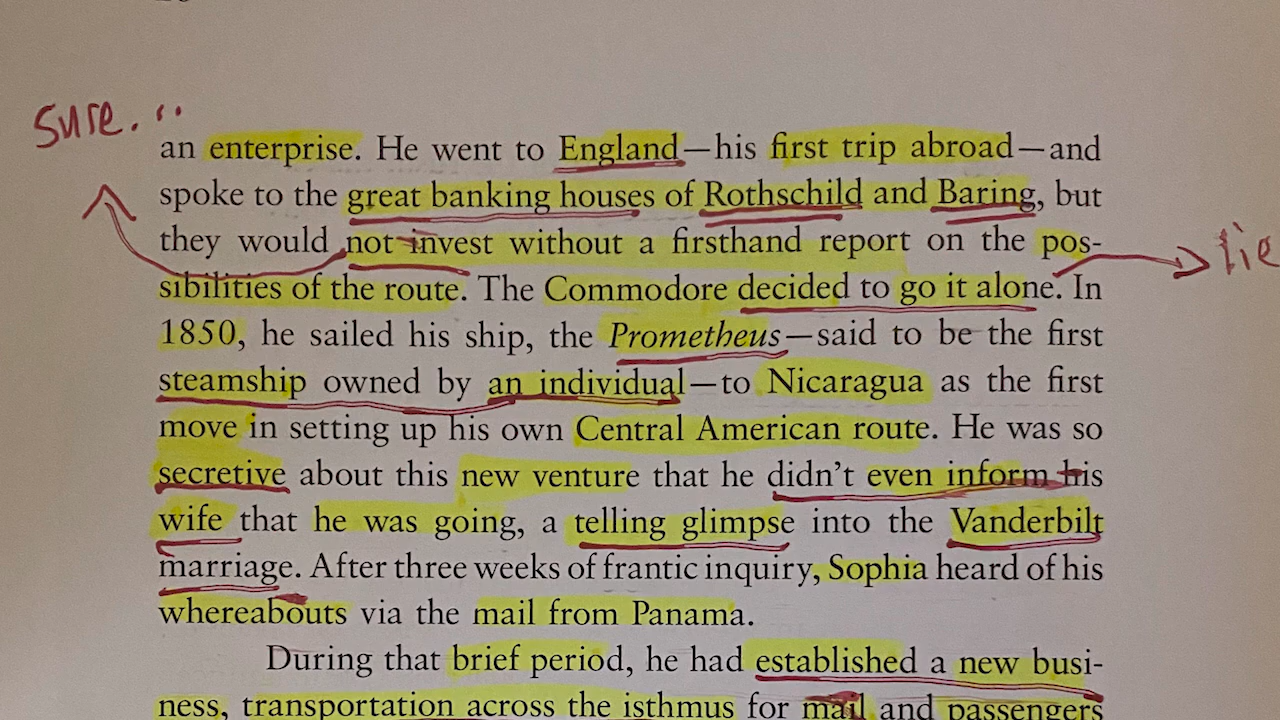 sure...
an enterprise. He went to England—his first trip abroad—and
spoke to the great banking houses of Rothschild and Baring, but
they would not invest without a firsthand report on the pos-
lie
sibilities of the route. The Commodore decided to go it alone. In
1850, he sailed his ship, the Prometheus—said to be the first
steamship owned by an individual—to Nicaragua as the first
move in setting up his own Central American route. He was so
secretive about this new venture that he didn't even inform his
wife that he was going, a telling glimpse into the Vanderbilt
marriage. After three weeks of frantic inquiry, Sophia heard of his
whereabouts via the mail from Panama.
During that brief period, he had established a new busi-
ness, transportation across the isthmus for mail and passengers